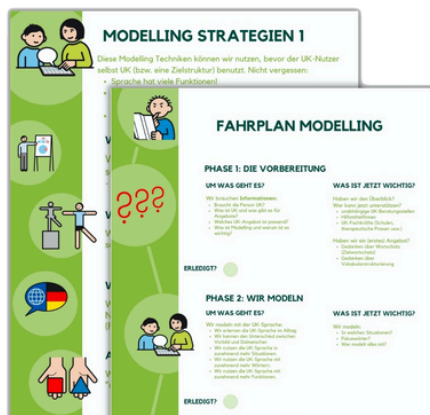 MODELLING STRATEGIEN 1
Diese Modelling Techniken können wir nutzen, bevor der UK-Nutzer
selbst UK (bzw. eine Zielstruktur) benutzt. Nicht vergessen:
• Sprache hat viele Funktionen!
FAHRPLAN MODELLING
PHASE 1: DIE VORBEREITUNG
UM WAS GEHT ES?
Wir brauchen Informationen:
• Braucht die Person UK?
• Was ist UK und was gibt es für
Angebote?
• Welches UK-Angebot ist passend?
• Was ist Modelling und warum ist es
wichtig?
WAS IST JETZT WICHTIG?
Haben wir den Überblick?
Wer kann jetzt unterstützen?
• unabhängige UK-Beratungsstellen
• Hilfsmittelfirmen
• UK-Fachkräfte (Schulen,
therapeutische Praxen usw.)
Haben wir ein (erstes) Angebot?
• Gedanken über Wortschatz
(Zielwortschatz)
• Gedanken über
Vokabularstrukturierung
???
ERLEDIGT?
PHASE 2: WIR MODELN
UM WAS GEHT ES?
Wir modeln mit der UK-Sprache:
• Wir erlernen die UK-Sprache im Alltag
• Wir kennen den Unterschied zwischen
Vorbild und Dolmetscher.
• Wir nutzen die UK-Sprache in
zunehmend mehr Situationen.
• Wir nutzen die UK-Sprache mit
zunehmend mehr Wörtern.
• Wir nutzen die UK-Sprache mit
zunehmend mehr Funktionen.
WAS IST JETZT WICHTIG?
Wir modeln:
• In welchen Situationen?
• Fokuswörter?
• Wer modelt alles mit?
ERLEDIGT?